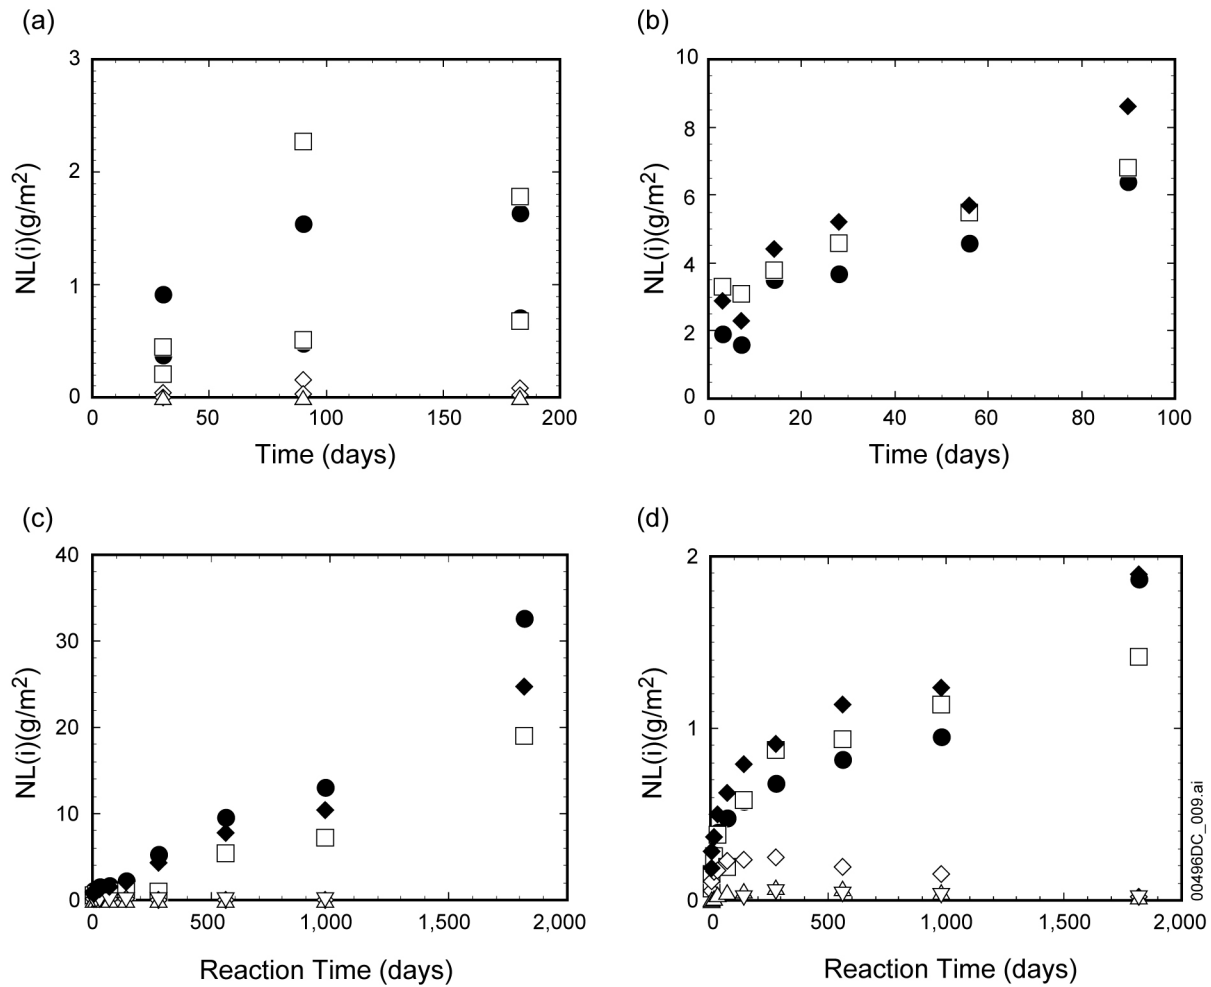 (a)
3
2
1
0
NL(i)(g/m²)
0 50 100 150 200
Time (days)
(b)
10
8
6
4
2
0
NL(i)(g/m²)
0 20 40 60 80 100
Time (days)
(c)
40
30
20
10
0
NL(i)(g/m²)
0 500 1,000 1,500 2,000
Reaction Time (days)
(d)
2
1
0
NL(i)(g/m²)
0 500 1,000 1,500 2,000
Reaction Time (days)
00496DC_009.ai